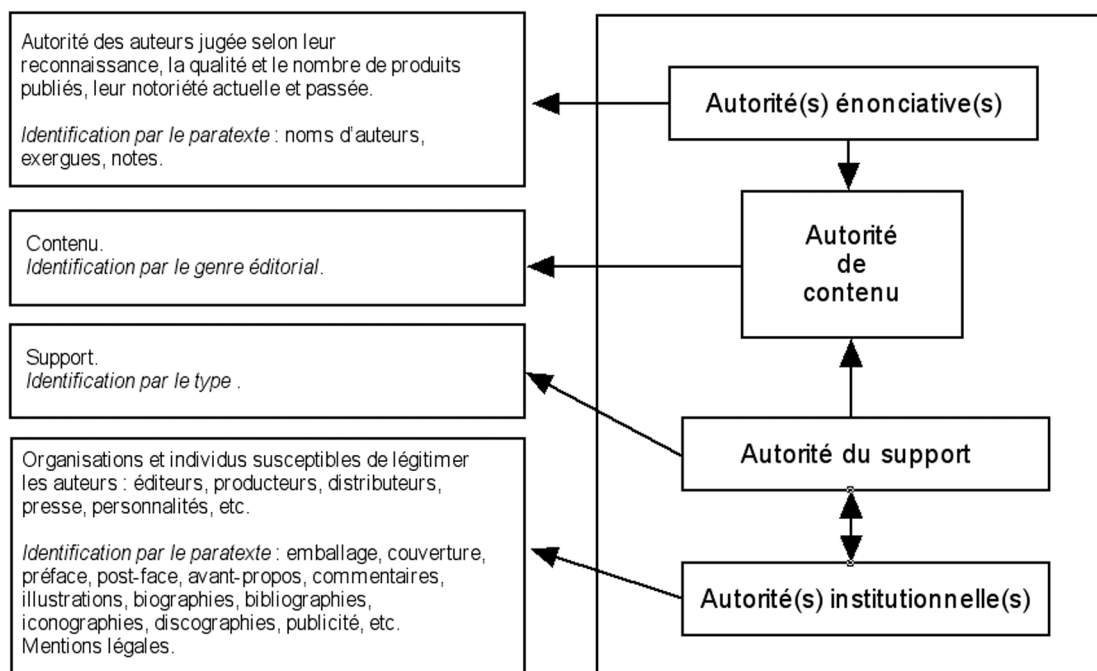 Autorité des auteurs jugée selon leur
reconnaissance, la qualité et le nombre de produits
publiés, leur notoriété actuelle et passée.
Identification par le paratexte : noms d'auteurs,
exergues, notes.
Autorité(s) énonciative(s)
Contenu.
Identification par le genre éditorial.
Autorité
de
contenu
Support.
Identification par le type .
Autorité du support
Organisations et individus susceptibles de légitimer
les auteurs : éditeurs, producteurs, distributeurs,
presse, personnalités, etc.
Identification par le paratexte : emballage, couverture,
préface, post-face, avant-propos, commentaires,
illustrations, biographies, bibliographies,
iconographies, discographies, publicité, etc.
Mentions légales.
Autorité(s) institutionnelle(s)